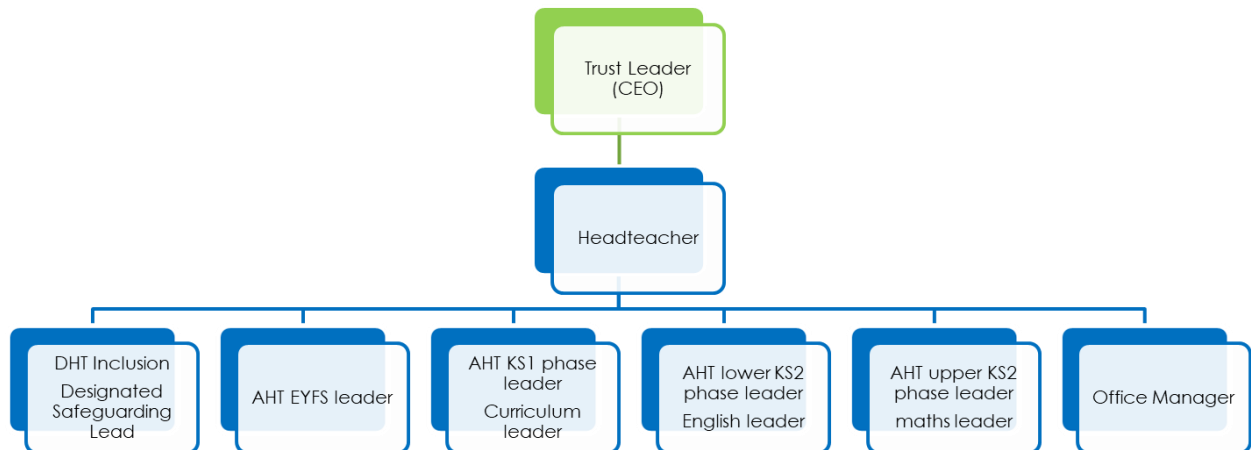 Trust Leader
(CEO)
Headteacher
DHT Inclusion
Designated
Safeguarding
Lead
AHT EYFS leader
AHT KS1 phase
leader
Curriculum
leader
AHT lower KS2
phase leader
English leader
AHT upper KS2
phase leader
maths leader
Office Manager